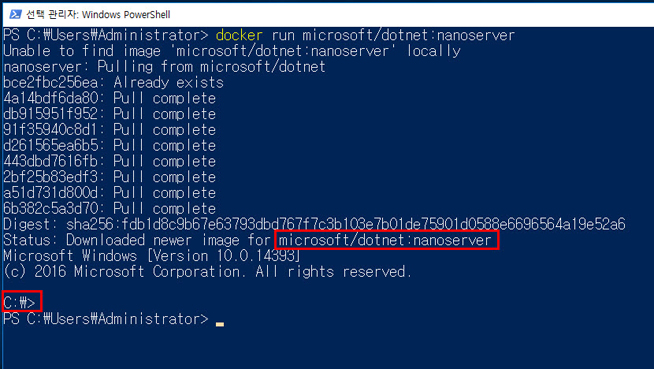 선택 관리자: Windows PowerShell
PS C:₩Users₩Administrator> docker run microsoft/dotnet:nanoserver
Unable to find image 'microsoft/dotnet:nanoserver' locally
nanoserver: Pulling from microsoft/dotnet
bce2fbc256ea: Already exists
4a14bdf6da80: Pull complete
db915951f952: Pull complete
91f35940c8d1: Pull complete
d261565ea6b5: Pull complete
443dbd7616fb: Pull complete
2bf25b83edf3: Pull complete
a51d731d800d: Pull complete
6b382c5a3d70: Pull complete
Digest: sha256:fdb1d8c9b67e63793dbd767f7c3b103e7b01de75901d0588e6696564a19e52a6
Status: Downloaded newer image for microsoft/dotnet:nanoserver
Microsoft Windows [Version 10.0.14393]
(c) 2016 Microsoft Corporation. All rights reserved.
C:₩>
PS C:₩Users₩Administrator>